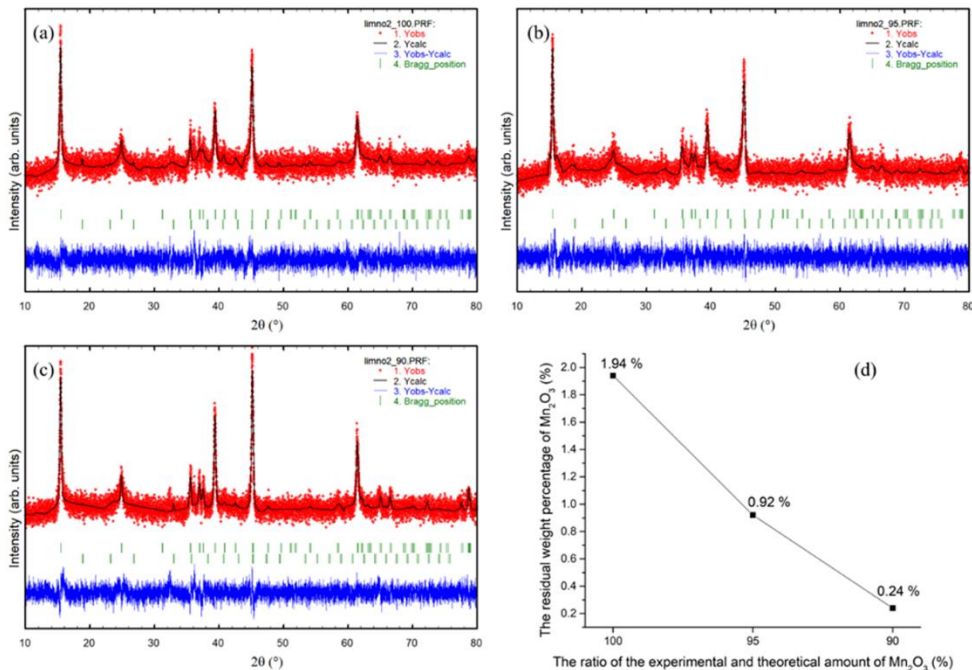 (a)
limno2_100.PRF:
1. Yobs
2. Ycalc
3. Yobs-Ycalc
4. Bragg_position
Intensity (arb. units)
10 20 30 40 50 60 70 80
2θ (°)
(b)
limno2_95.PRF:
1. Yobs
2. Ycalc
3. Yobs-Ycalc
4. Bragg_position
Intensity (arb. units)
10 20 30 40 50 60 70 80
2θ (°)
(c)
limno2_90.PRF:
1. Yobs
2. Ycalc
3. Yobs-Ycalc
4. Bragg_position
Intensity (arb. units)
10 20 30 40 50 60 70 80
2θ (°)
(d)
The residual weight percentage of Mn₂O₃ (%)
2.0
1.8
1.6
1.4
1.2
1.0
0.8
0.6
0.4
0.2
1.94 %
0.92 %
0.24 %
100 95 90
The ratio of the experimental and theoretical amount of Mn₂O₃ (%)